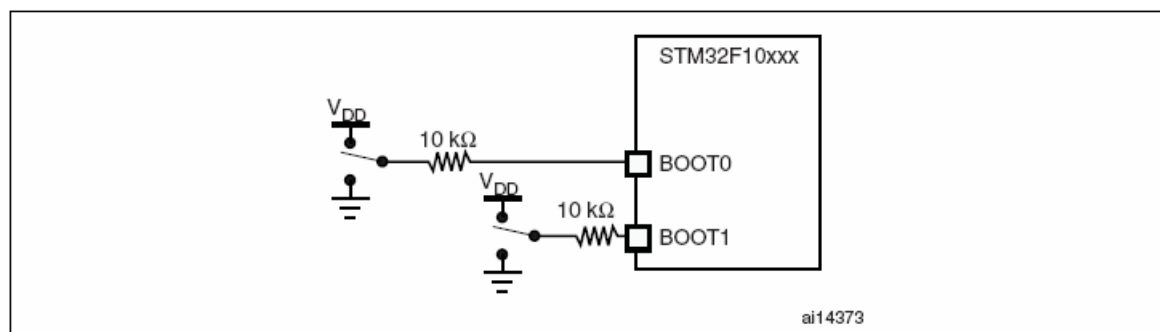 STM32F10xxx
VDD
10 kΩ
BOOT0
VDD
10 kΩ
BOOT1
ai14373